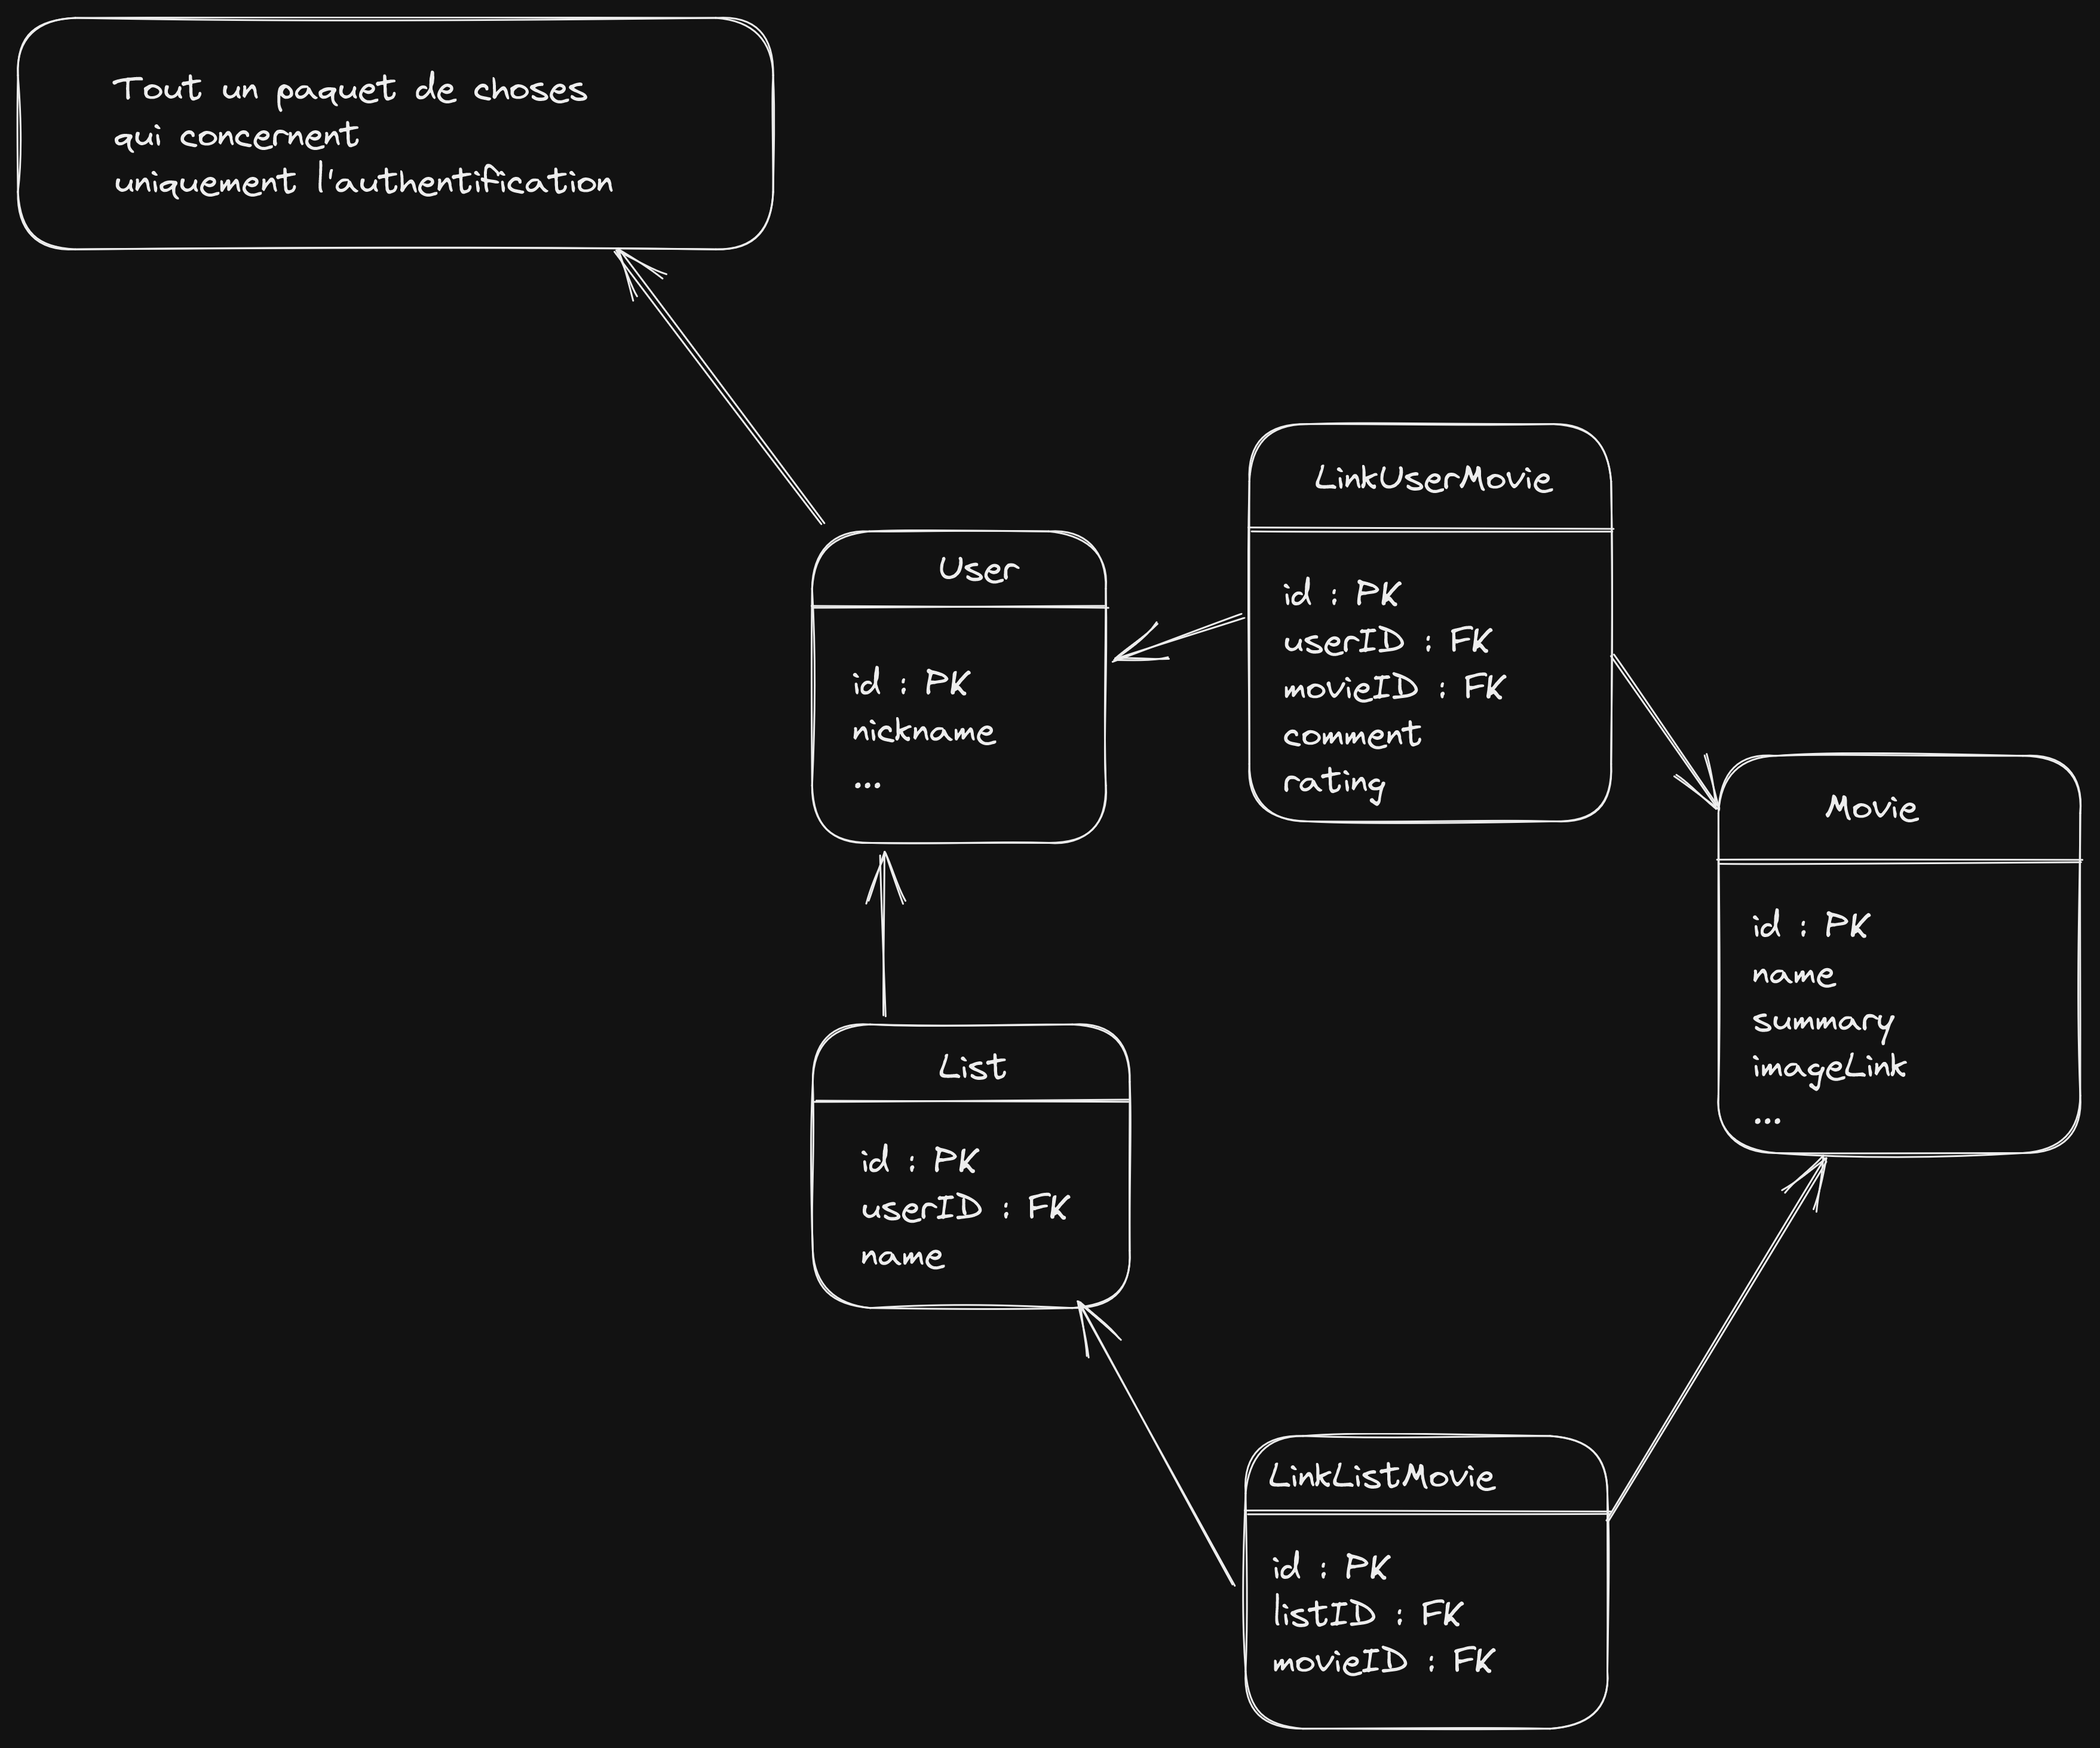 Tout un paquet de choses
qui concernent
uniquement l'authentification
LinkUserMovie
id : PK
userID : FK
movieID : FK
comment
rating
User
id : PK
nickname
...
Movie
id : PK
name
summary
imageLink
...
List
id : PK
userID : FK
name
LinkListMovie
id : PK
listID : FK
movieID : FK